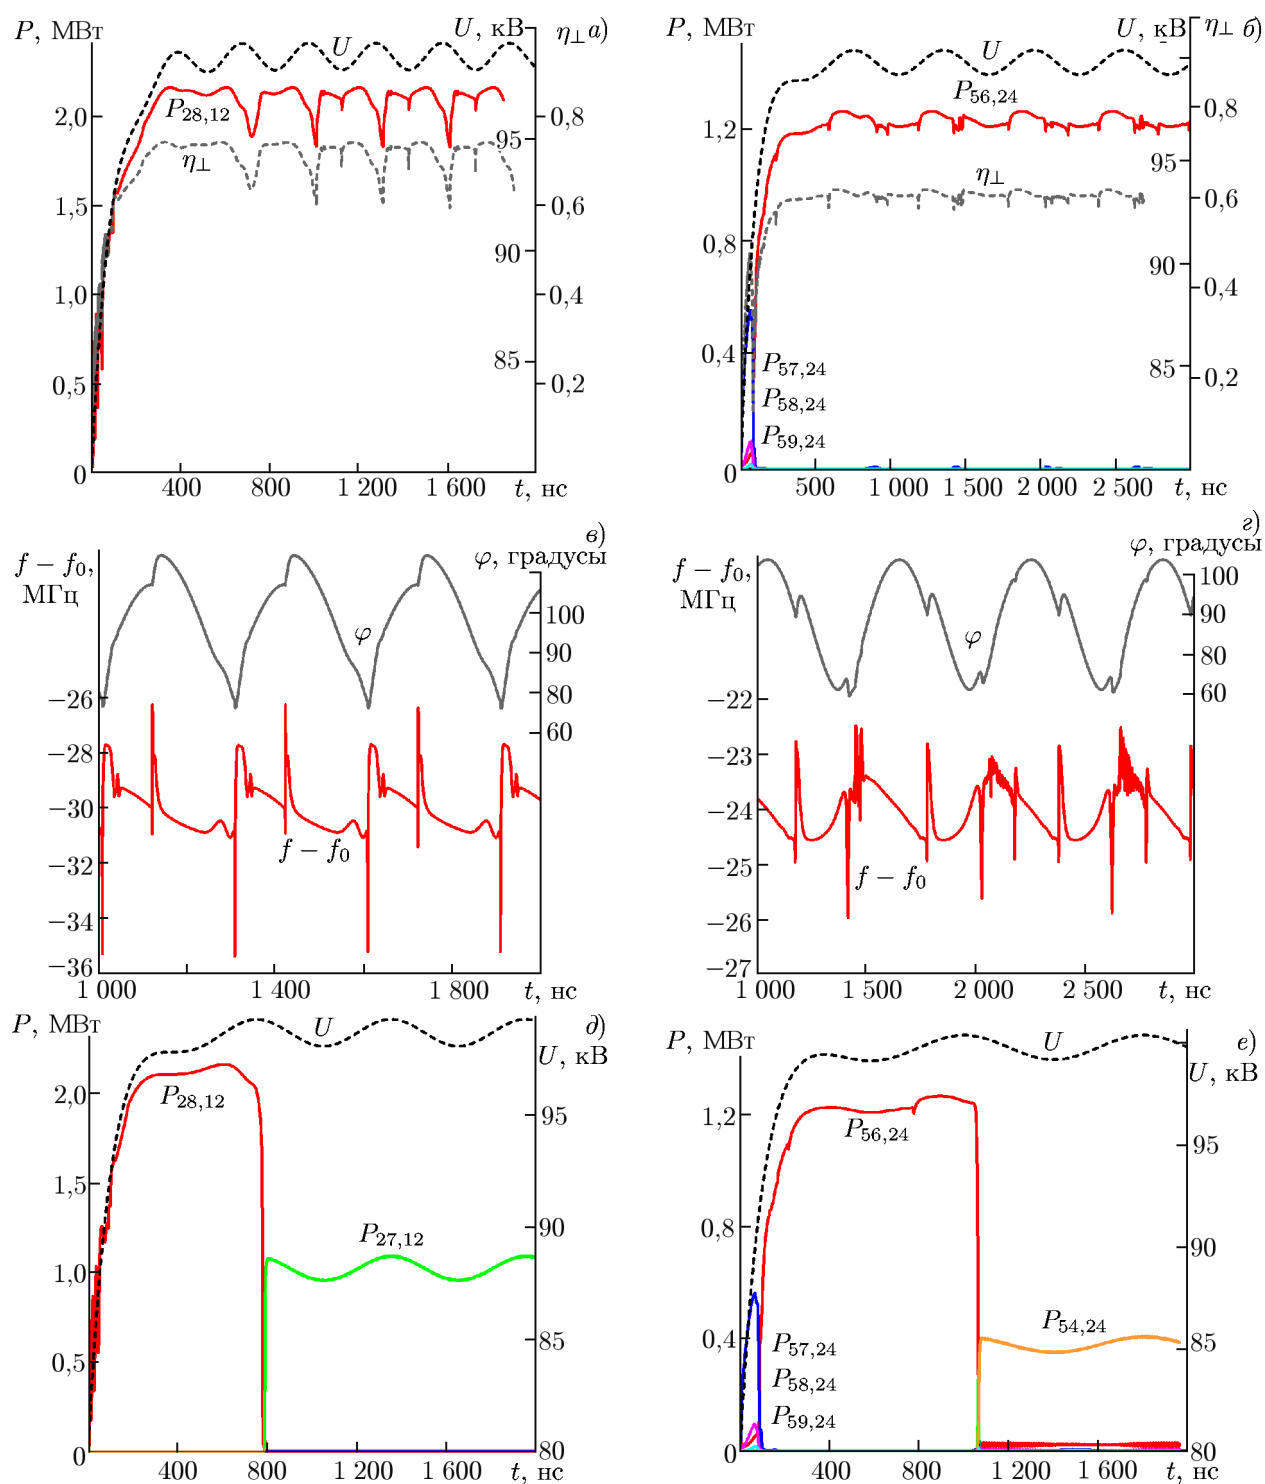 P, МВт U, кВ η⊥ а)
U
2,0
P28,12
0,8
95
η⊥
1,5
0,6
90
1,0
0,4
85
0,5
0,2
0
400 800 1 200 1 600
t, нс
P, МВт U, кВ η⊥ б)
U
P56,24
0,8
1,2
95
η⊥
0,6
0,8
90
0,4
0,4
P57,24
85
0,2
P58,24
P59,24
0
500 1 000 1 500 2 000 2 500
t, нс
в)
f − f0,
МГц
φ, градусы
100
φ
90
80
60
−26
−28
−30
f − f0
−32
−34
−36
1 000 1 400 1 800
t, нс
г)
φ, градусы
f − f0,
МГц
100
90
φ
80
60
−22
−23
−24
f − f0
−25
−26
−27
1 000 1 500 2 000 2 500
t, нс
P, МВт
U
д)
U, кВ
2,0
P28,12
95
1,5
90
P27,12
1,0
85
0,5
0
80
400 800 1 200 1 600
t, нс
P, МВт
U
е)
U, кВ
1,2
P56,24
95
0,8
90
0,4
P57,24
P54,24
85
P58,24
P59,24
0
80
400 800 1 200 1 600
t, нс